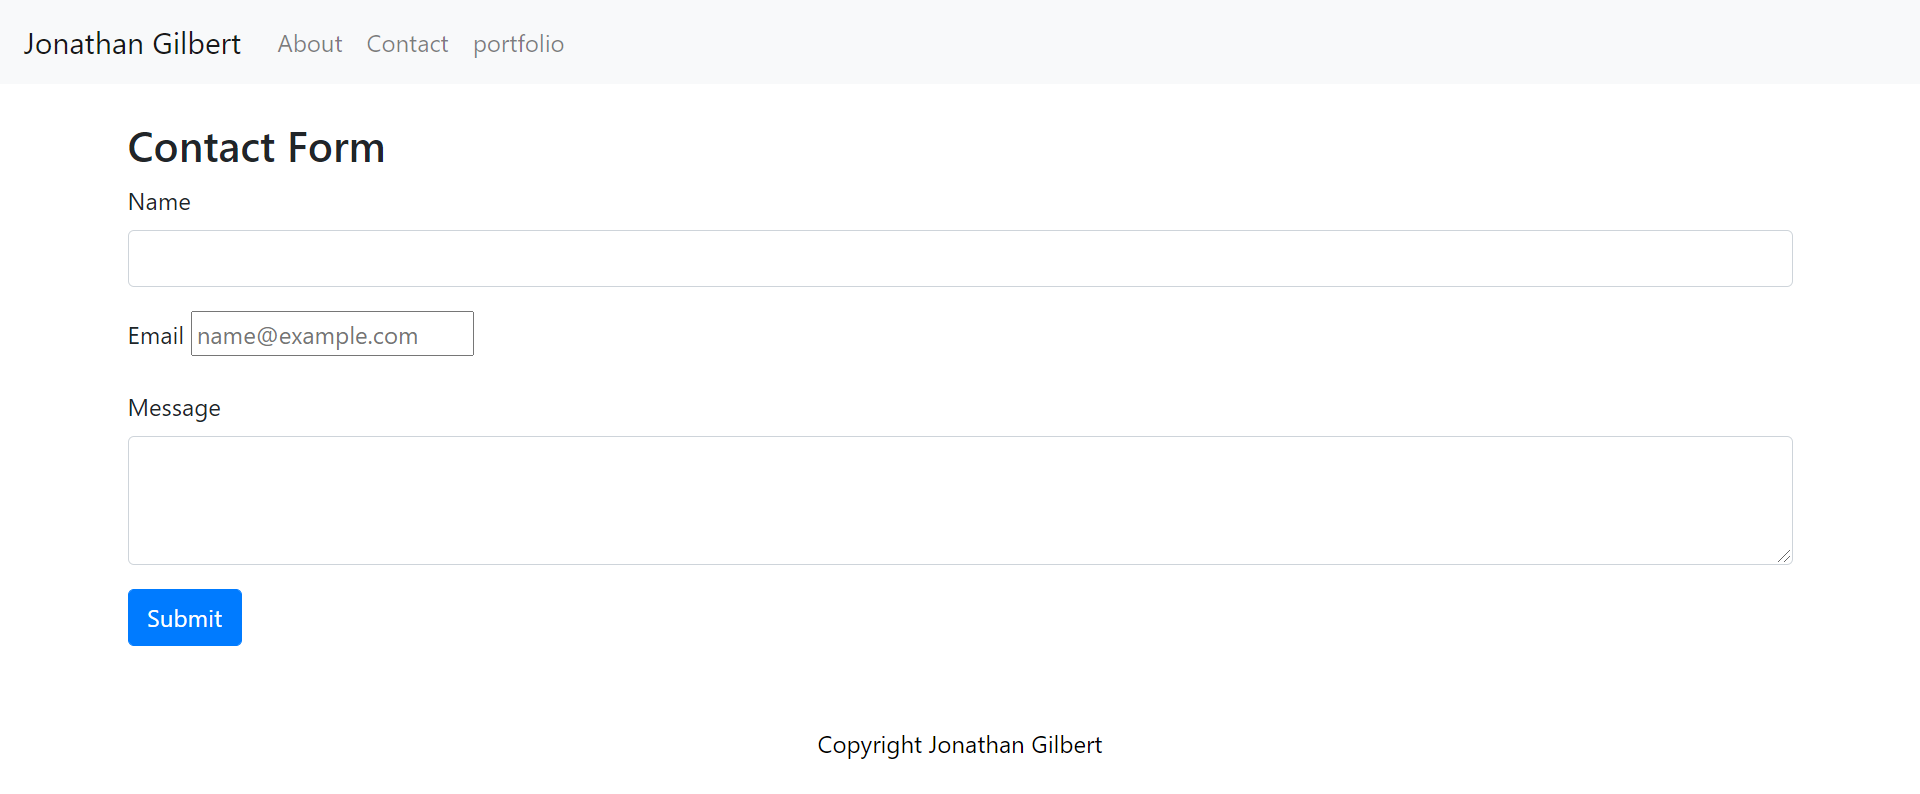 Jonathan Gilbert About Contact portfolio
Contact Form
Name
Email name@example.com
Message
Submit
Copyright Jonathan Gilbert